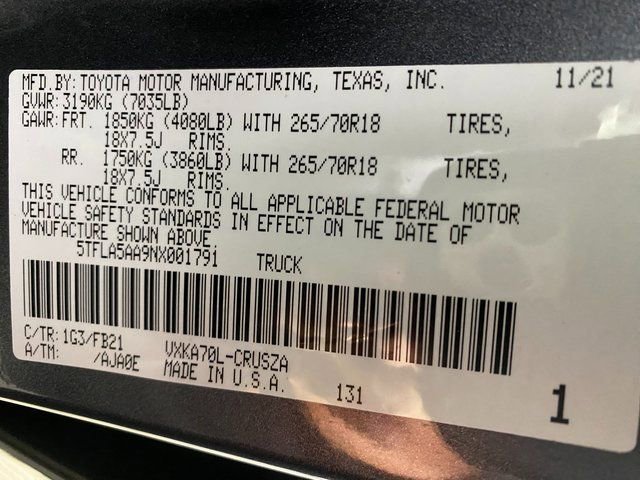 MFD.BY: TOYOTA MOTOR MANUFACTURING, TEXAS, INC. 11/21
GVWR: 3190KG (7035LB)
GAWR: FRT. 1850KG (4080LB) WITH 265/70R18 TIRES,
18X7.5J RIMS.
RR. 1750KG (3860LB) WITH 265/70R18 TIRES,
18X7.5J RIMS.
THIS VEHICLE CONFORMS TO ALL APPLICABLE FEDERAL MOTOR
VEHICLE SAFETY STANDARDS IN EFFECT ON THE DATE OF
MANUFACTURE SHOWN ABOVE.
5TFLA5AA9NX001791 TRUCK
C/TR: 1G3/FB21 VXKA70L-CRUSZA
A/TM: /AJA0E MADE IN U.S.A. 131 1